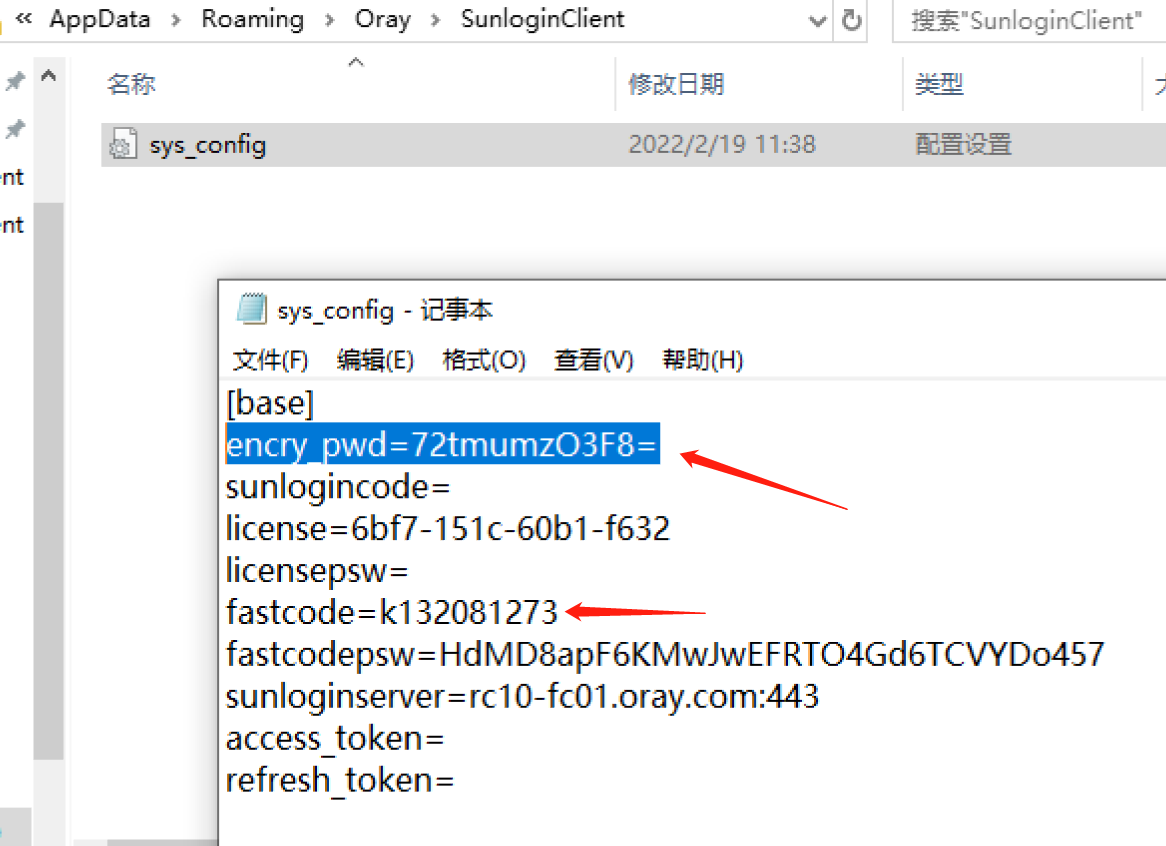 « AppData › Roaming › Oray › SunloginClient
搜索"SunloginClient"
名称 修改日期 类型
sys_config 2022/2/19 11:38 配置设置
sys_config - 记事本
文件(F) 编辑(E) 格式(O) 查看(V) 帮助(H)
[base]
encry_pwd=72tmumzO3F8=
sunlogincode=
license=6bf7-151c-60b1-f632
licensepsw=
fastcode=k132081273
fastcodepsw=HdMD8apF6KMwJwEFRTO4Gd6TCVYDo457
sunloginserver=rc10-fc01.oray.com:443
access_token=
refresh_token=